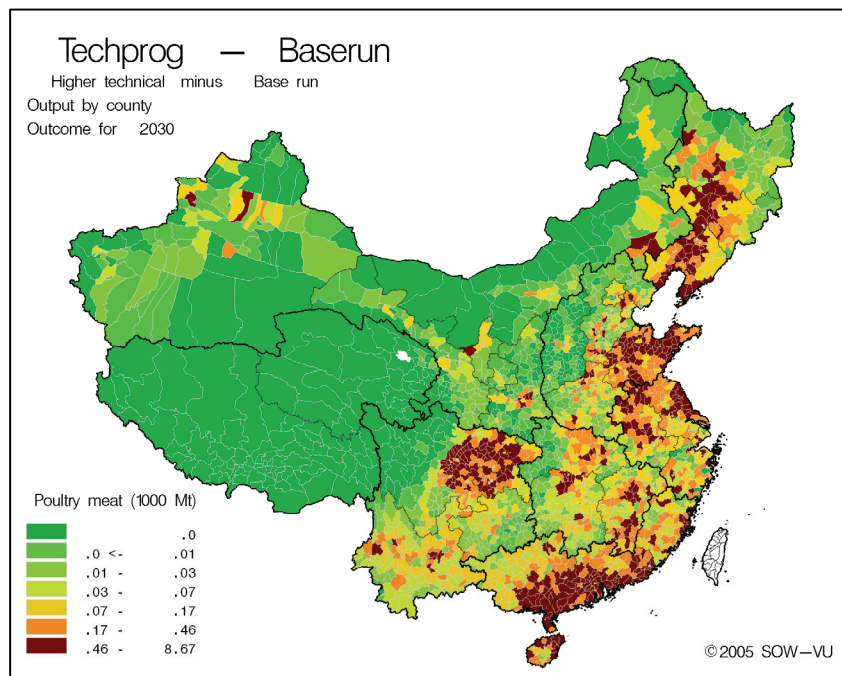 Techprog — Baserun
Higher technical minus Base run
Output by county
Outcome for 2030
Poultry meat (1000 Mt)
.0
.0 <- .01
.01 - .03
.03 - .07
.07 - .17
.17 - .46
.46 - 8.67
©2005 SOW—VU